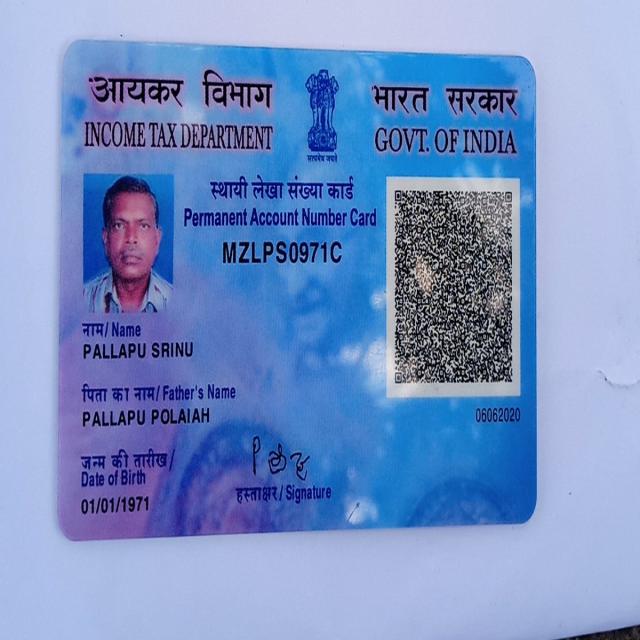 आयकर विभाग
INCOME TAX DEPARTMENT
सत्यमेव जयते
भारत सरकार
GOVT. OF INDIA
स्थायी लेखा संख्या कार्ड
Permanent Account Number Card
MZLPS0971C
नाम/ Name
PALLAPU SRINU
पिता का नाम/ Father's Name
PALLAPU POLAIAH
06062020
जन्म की तारीख/
Date of Birth
01/01/1971
हस्ताक्षर/ Signature